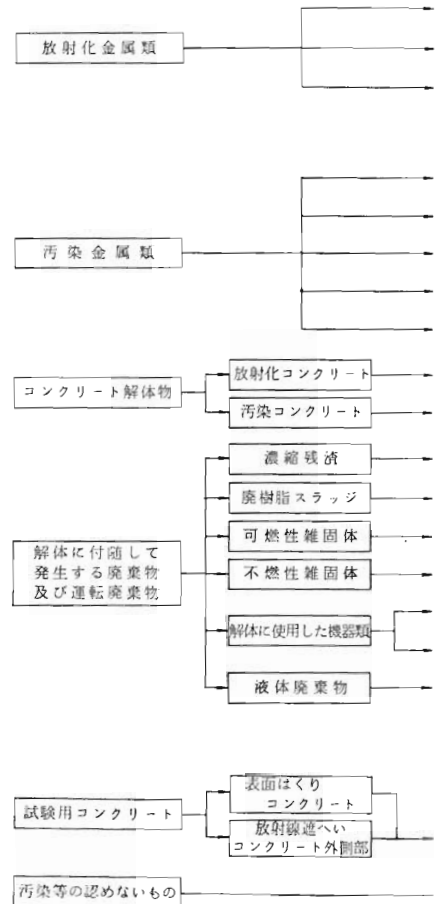 放射化金属類
汚染金属類
コンクリート解体物
放射化コンクリート
汚染コンクリート
解体に付随して
発生する廃棄物
及び運転廃棄物
濃縮残渣
廃樹脂スラッジ
可燃性雑固体
不燃性雑固体
解体に使用した機器類
液体廃棄物
試験用コンクリート
表面はくり
コンクリート
放射線遮へい
コンクリート外側部
汚染等の認めないもの